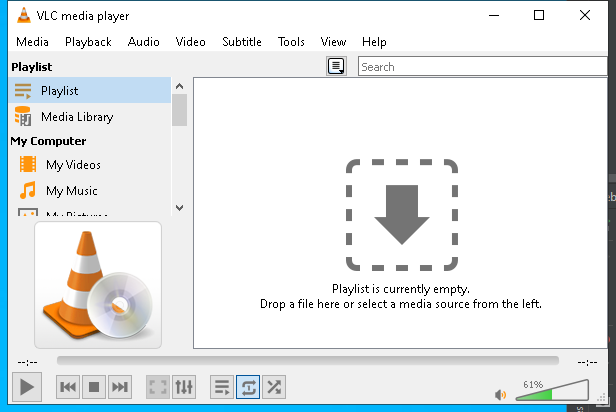 VLC media player
Media Playback Audio Video Subtitle Tools View Help
Playlist
Search
Playlist
Media Library
My Computer
My Videos
My Music
My Pictures
Playlist is currently empty.
Drop a file here or select a media source from the left.
--:-- --:--
61%